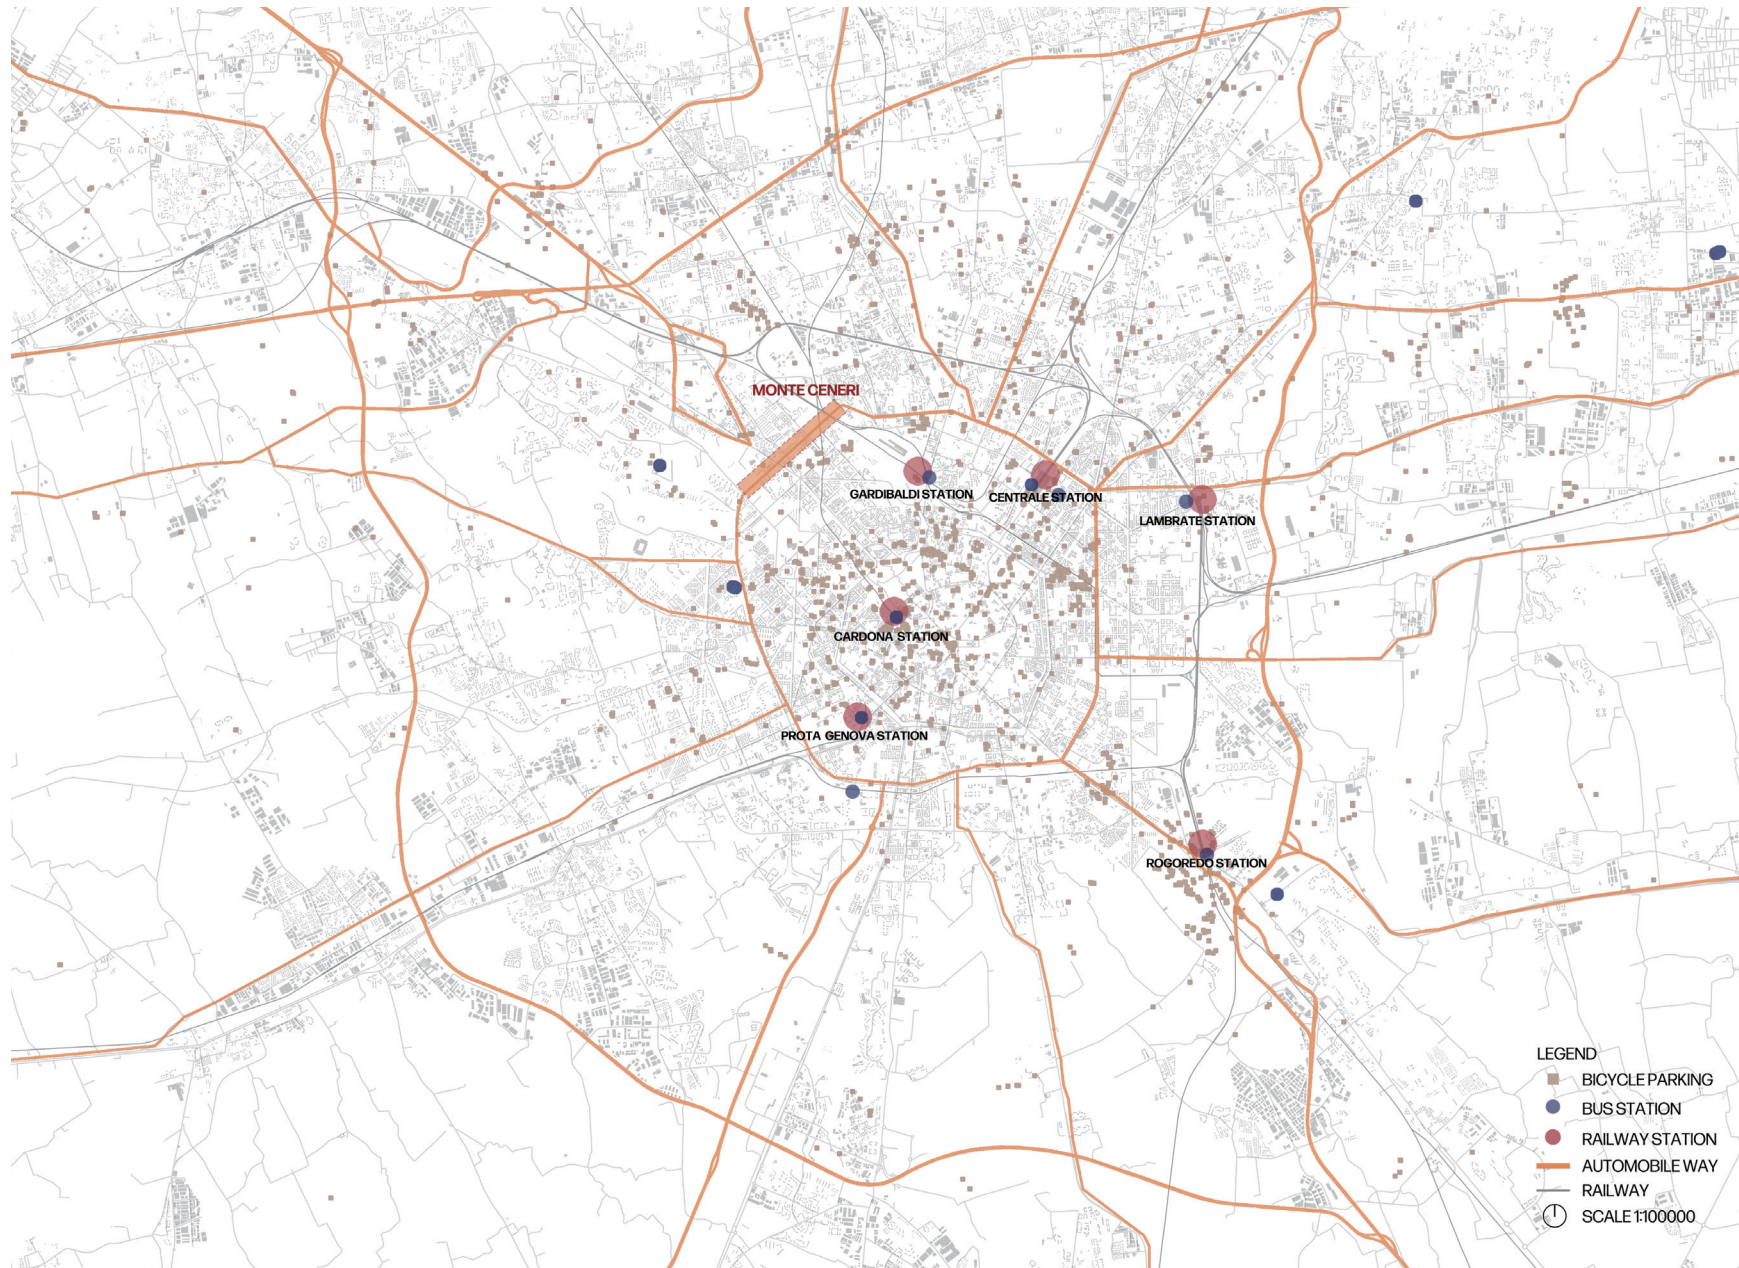 MONTE CENERI
GARDIBALDI STATION
CENTRALE STATION
LAMBRATE STATION
CARDONA STATION
PROTA GENOVA STATION
ROGOREDO STATION
LEGEND
BICYCLE PARKING
BUS STATION
RAILWAY STATION
AUTOMOBILE WAY
RAILWAY
SCALE 1:100000